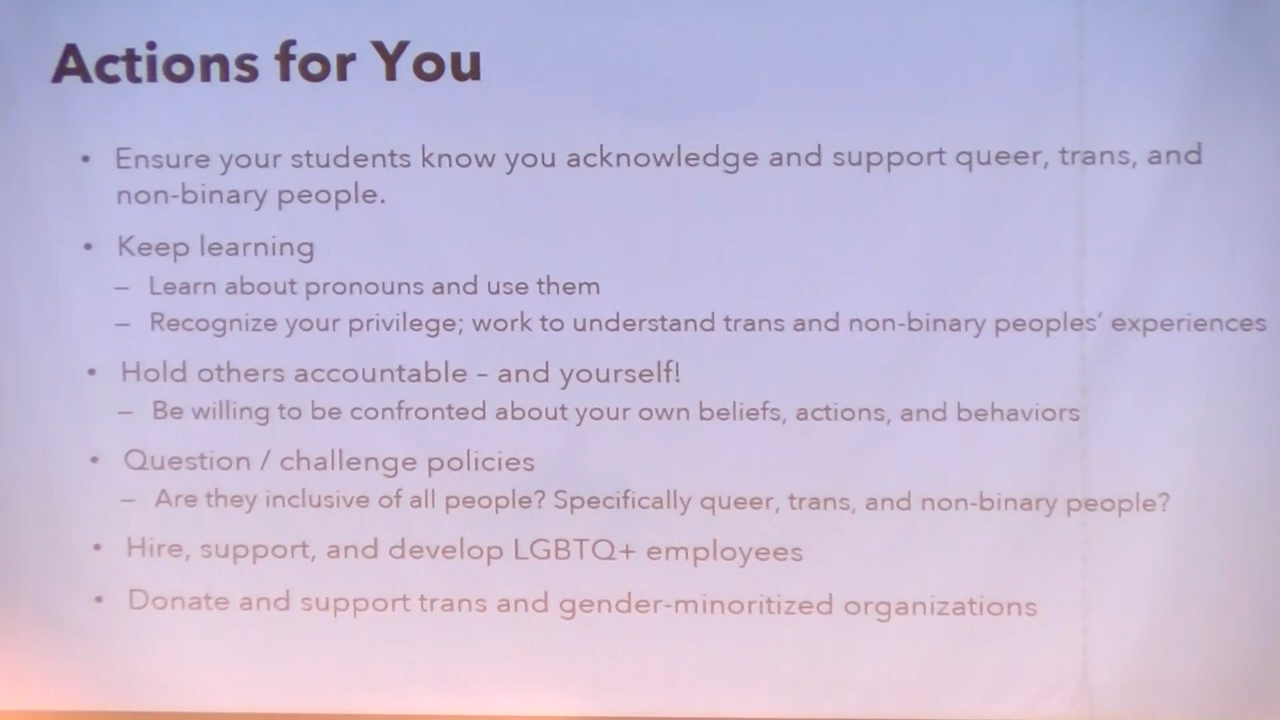 Actions for You
• Ensure your students know you acknowledge and support queer, trans, and
non-binary people.
• Keep learning
– Learn about pronouns and use them
– Recognize your privilege; work to understand trans and non-binary peoples' experiences
• Hold others accountable – and yourself!
– Be willing to be confronted about your own beliefs, actions, and behaviors
• Question / challenge policies
– Are they inclusive of all people? Specifically queer, trans, and non-binary people?
• Hire, support, and develop LGBTQ+ employees
• Donate and support trans and gender-minoritized organizations